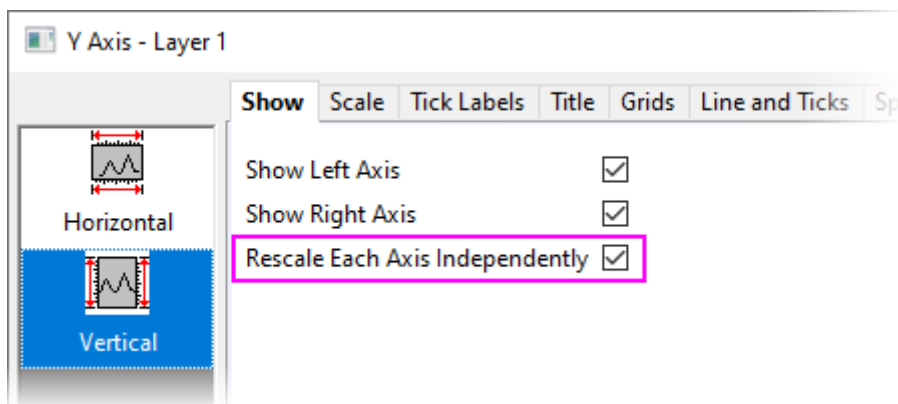 Y Axis - Layer 1
Show Scale Tick Labels Title Grids Line and Ticks
Show Left Axis
Show Right Axis
Horizontal
Rescale Each Axis Independently
Vertical